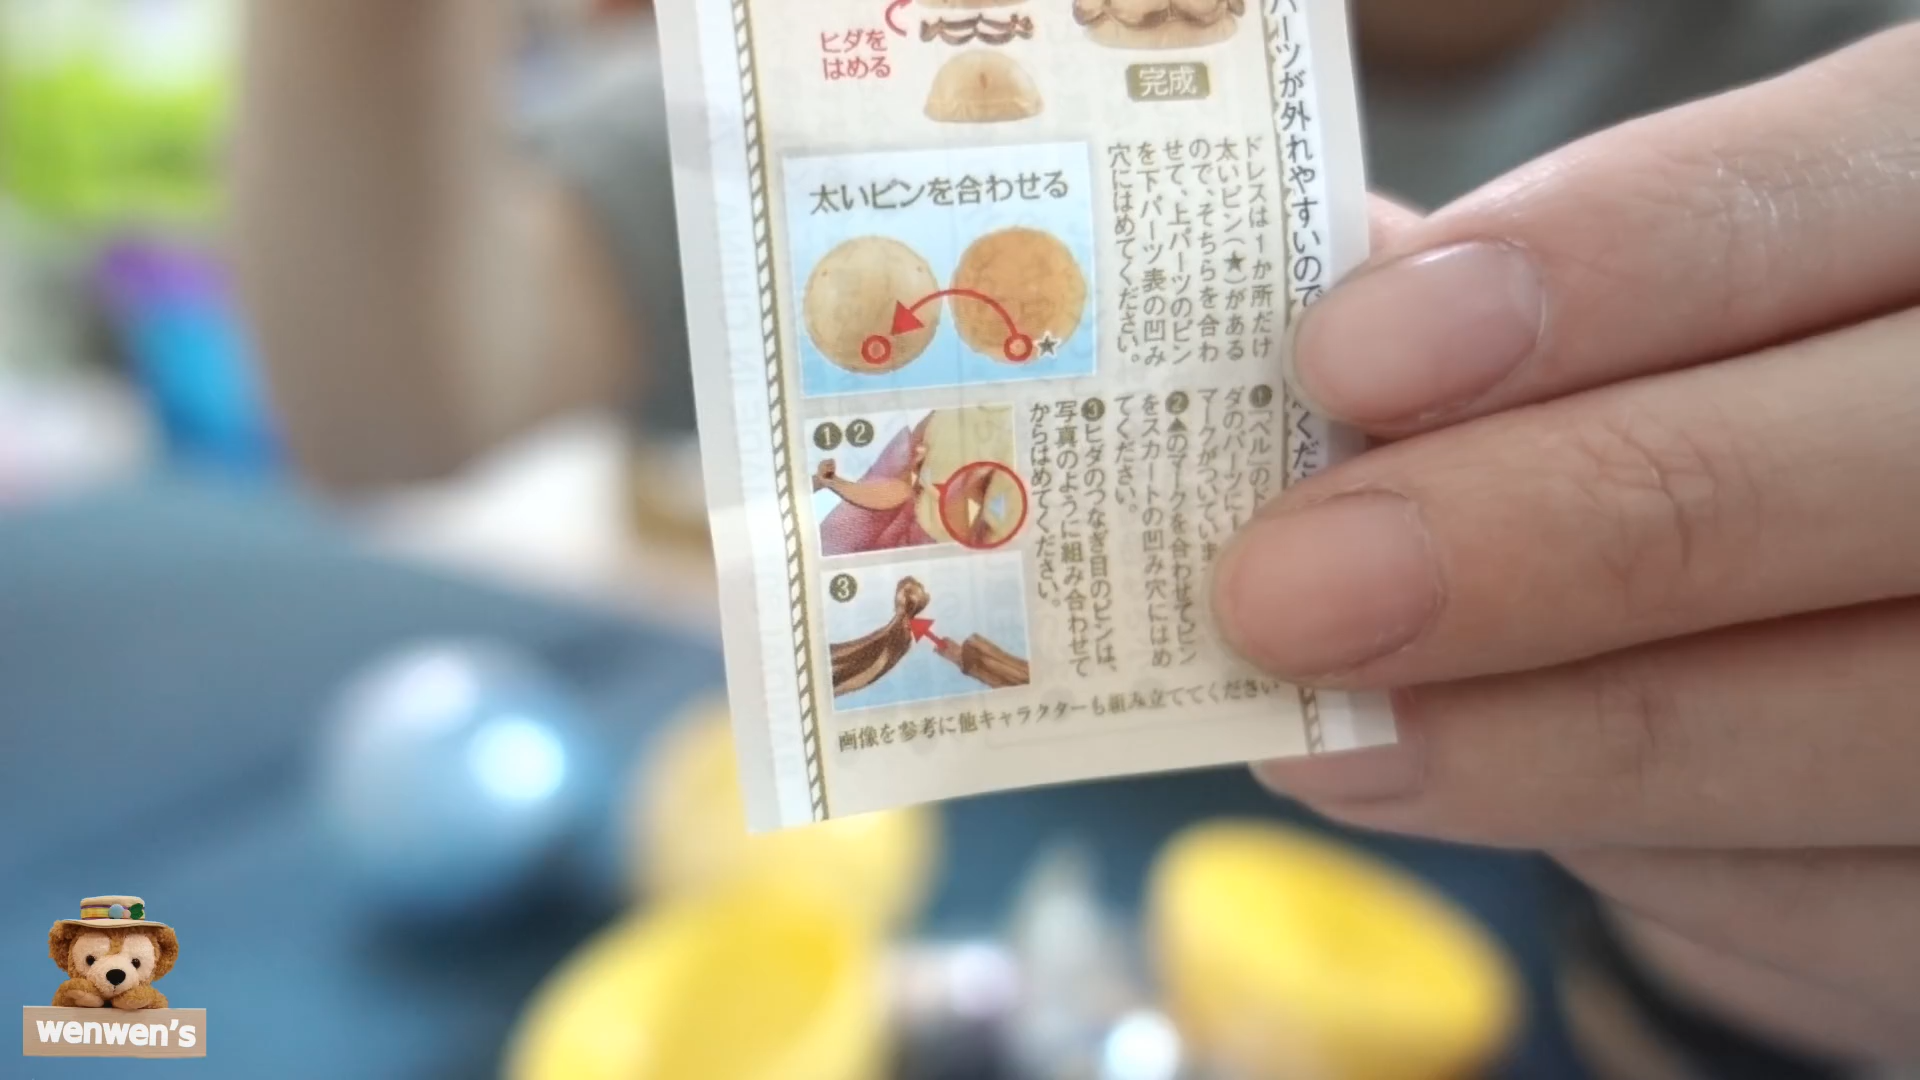 ヒダを
はめる
完成
パーツが外れやすいので
くだ
太いピンを合わせる
★
ドレスは1か所だけ
太いピン(★)がある
ので、そちらを合わ
せて、上パーツのピン
を下パーツ表の凹み
穴にはめてください。
❶❷
❸
❶「ベル」の
ダのパーツに
マークがついていま
❷▲のマークを合わせてピン
をスカートの凹み穴にはめ
てください。
❸ヒダのつなぎ目のピンは、
写真のように組み合わせて
からはめてください。
画像を参考に他キャラクターも組み立ててください
wenwen's